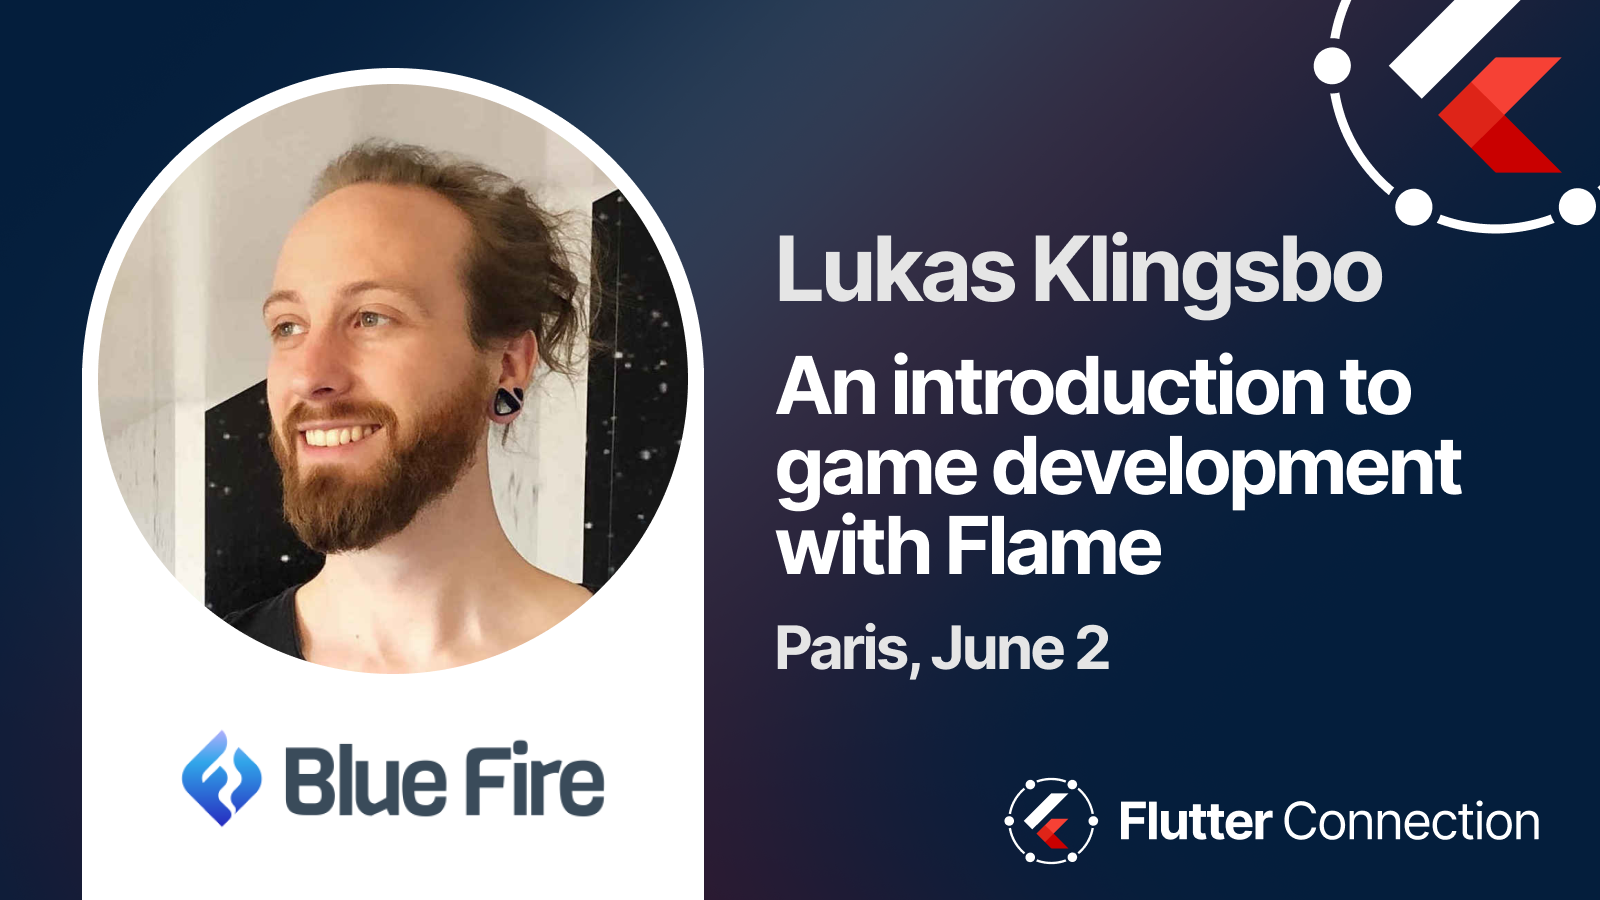 Lukas Klingsbo
An introduction to
game development
with Flame
Paris, June 2
Blue Fire
Flutter Connection